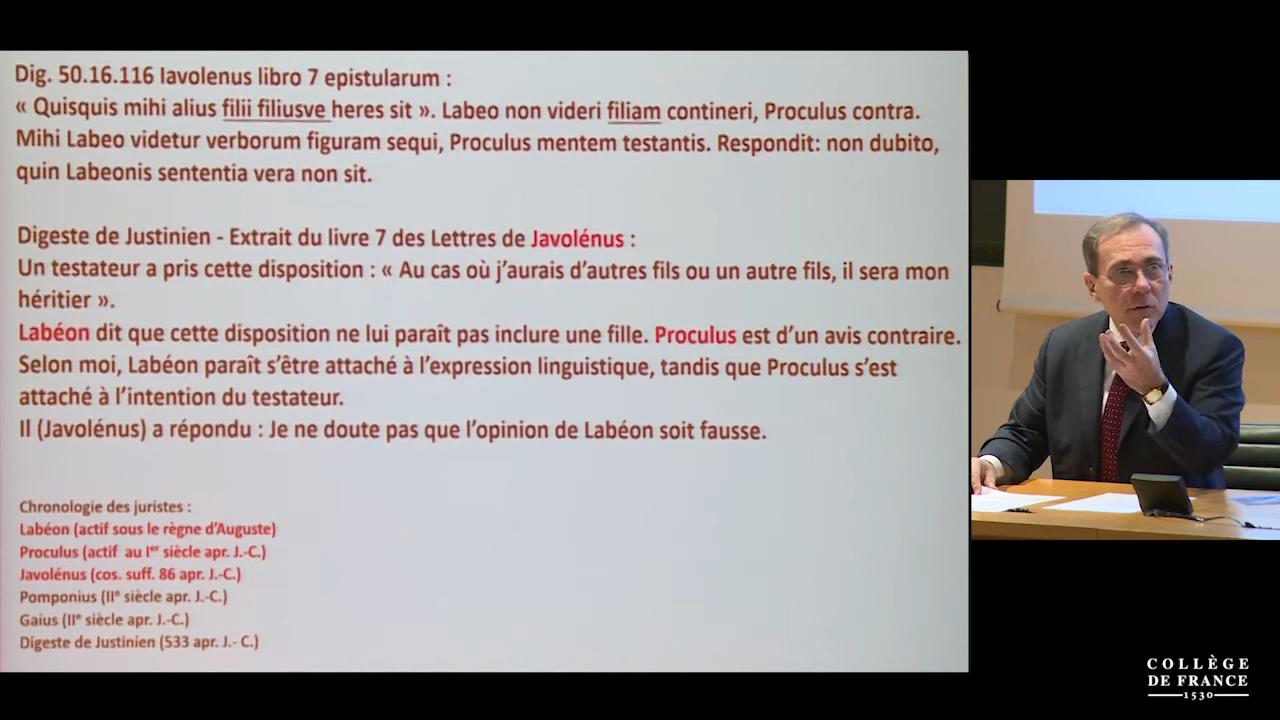 Dig. 50.16.116 Iavolenus libro 7 epistularum :
« Quisquis mihi alius filii filiusve heres sit ». Labeo non videri filiam contineri, Proculus contra.
Mihi Labeo videtur verborum figuram sequi, Proculus mentem testantis. Respondit: non dubito,
quin Labeonis sententia vera non sit.
Digeste de Justinien - Extrait du livre 7 des Lettres de Javolénus :
Un testateur a pris cette disposition : « Au cas où j’aurais d’autres fils ou un autre fils, il sera mon
héritier ».
Labéon dit que cette disposition ne lui paraît pas inclure une fille. Proculus est d’un avis contraire.
Selon moi, Labéon paraît s’être attaché à l’expression linguistique, tandis que Proculus s’est
attaché à l’intention du testateur.
Il (Javolénus) a répondu : Je ne doute pas que l’opinion de Labéon soit fausse.
Chronologie des juristes :
Labéon (actif sous le règne d’Auguste)
Proculus (actif au Ier siècle apr. J.-C.)
Javolénus (cos. suff. 86 apr. J.-C.)
Pomponius (IIe siècle apr. J.-C.)
Gaius (IIe siècle apr. J.-C.)
Digeste de Justinien (533 apr. J.- C.)
COLLÈGE
DE FRANCE
1530